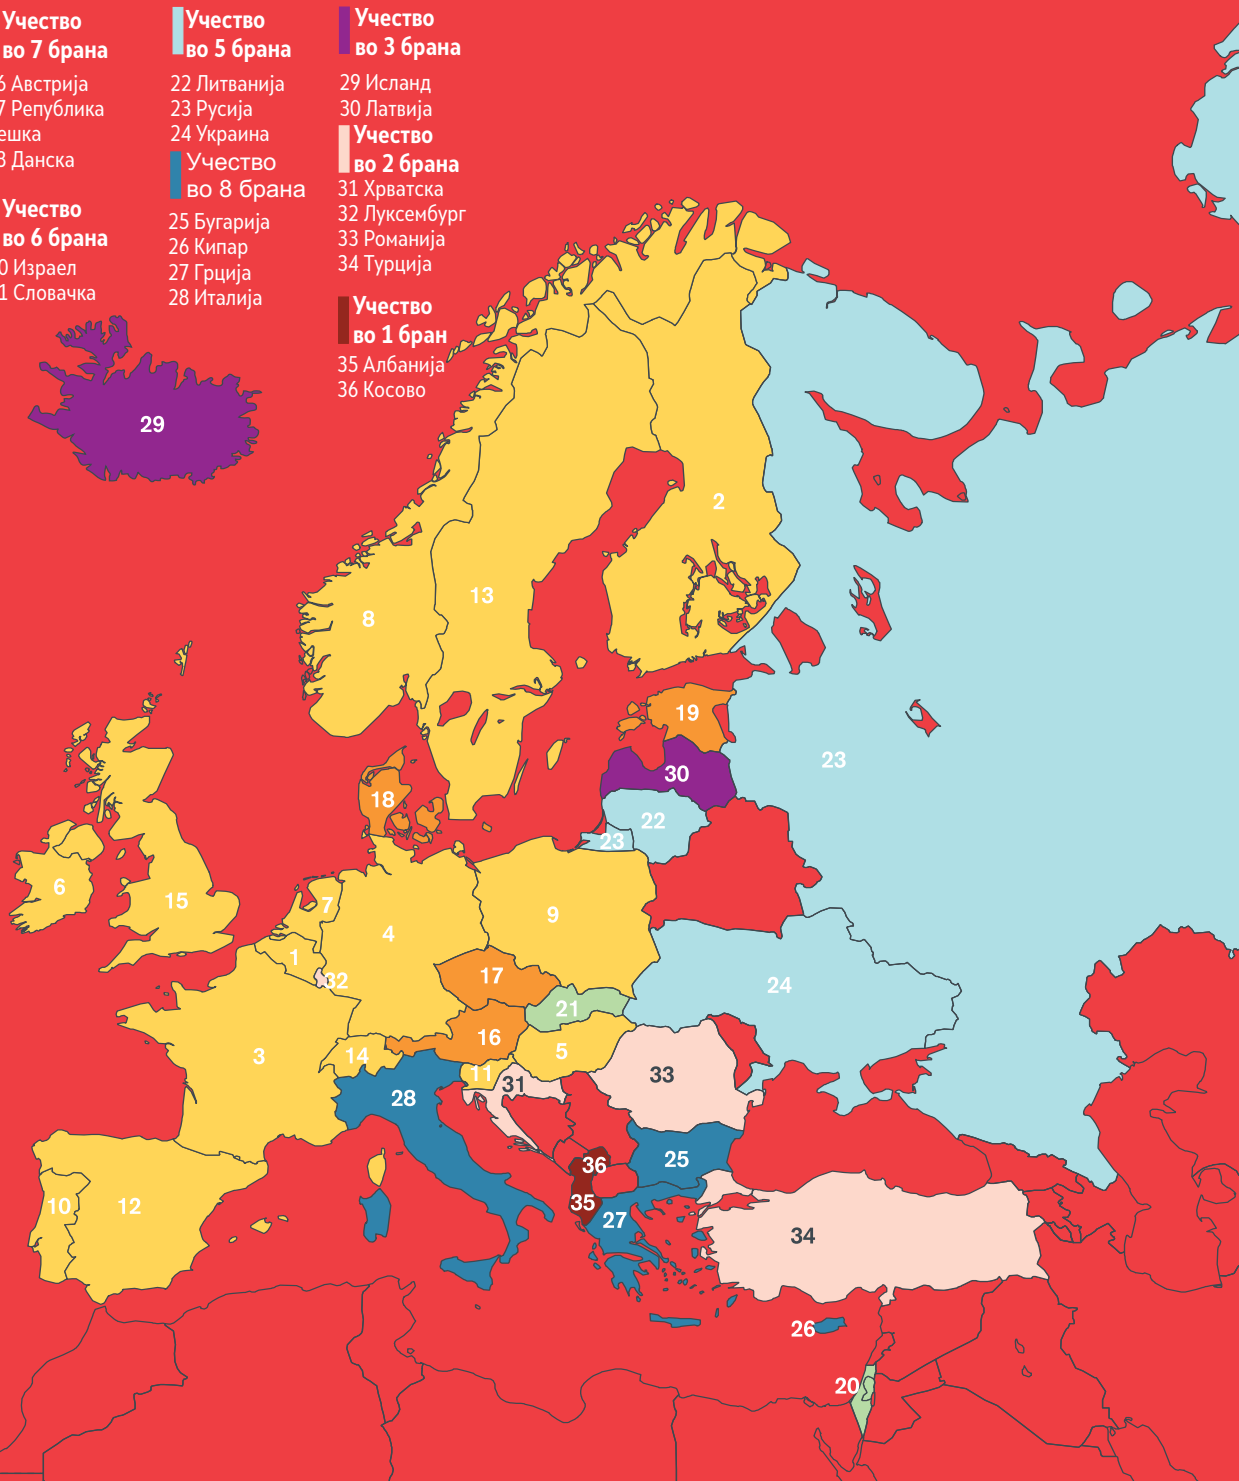 Учество
во 7 брана
6 Австрија
7 Република
ешка
8 Данска
Учество
во 6 брана
0 Израел
1 Словачка
Учество
во 5 брана
22 Литванија
23 Русија
24 Украина
Учество
во 8 брана
25 Бугарија
26 Кипар
27 Грција
28 Италија
Учество
во 3 брана
29 Исланд
30 Латвија
Учество
во 2 брана
31 Хрватска
32 Луксембург
33 Романија
34 Турција
Учество
во 1 бран
35 Албанија
36 Косово
29
2
13
8
19
23
30
18
22
23
6
15
7
9
4
1
32
17
24
21
16
5
3
14
11
31
33
28
36
25
10
12
35
27
34
26
20